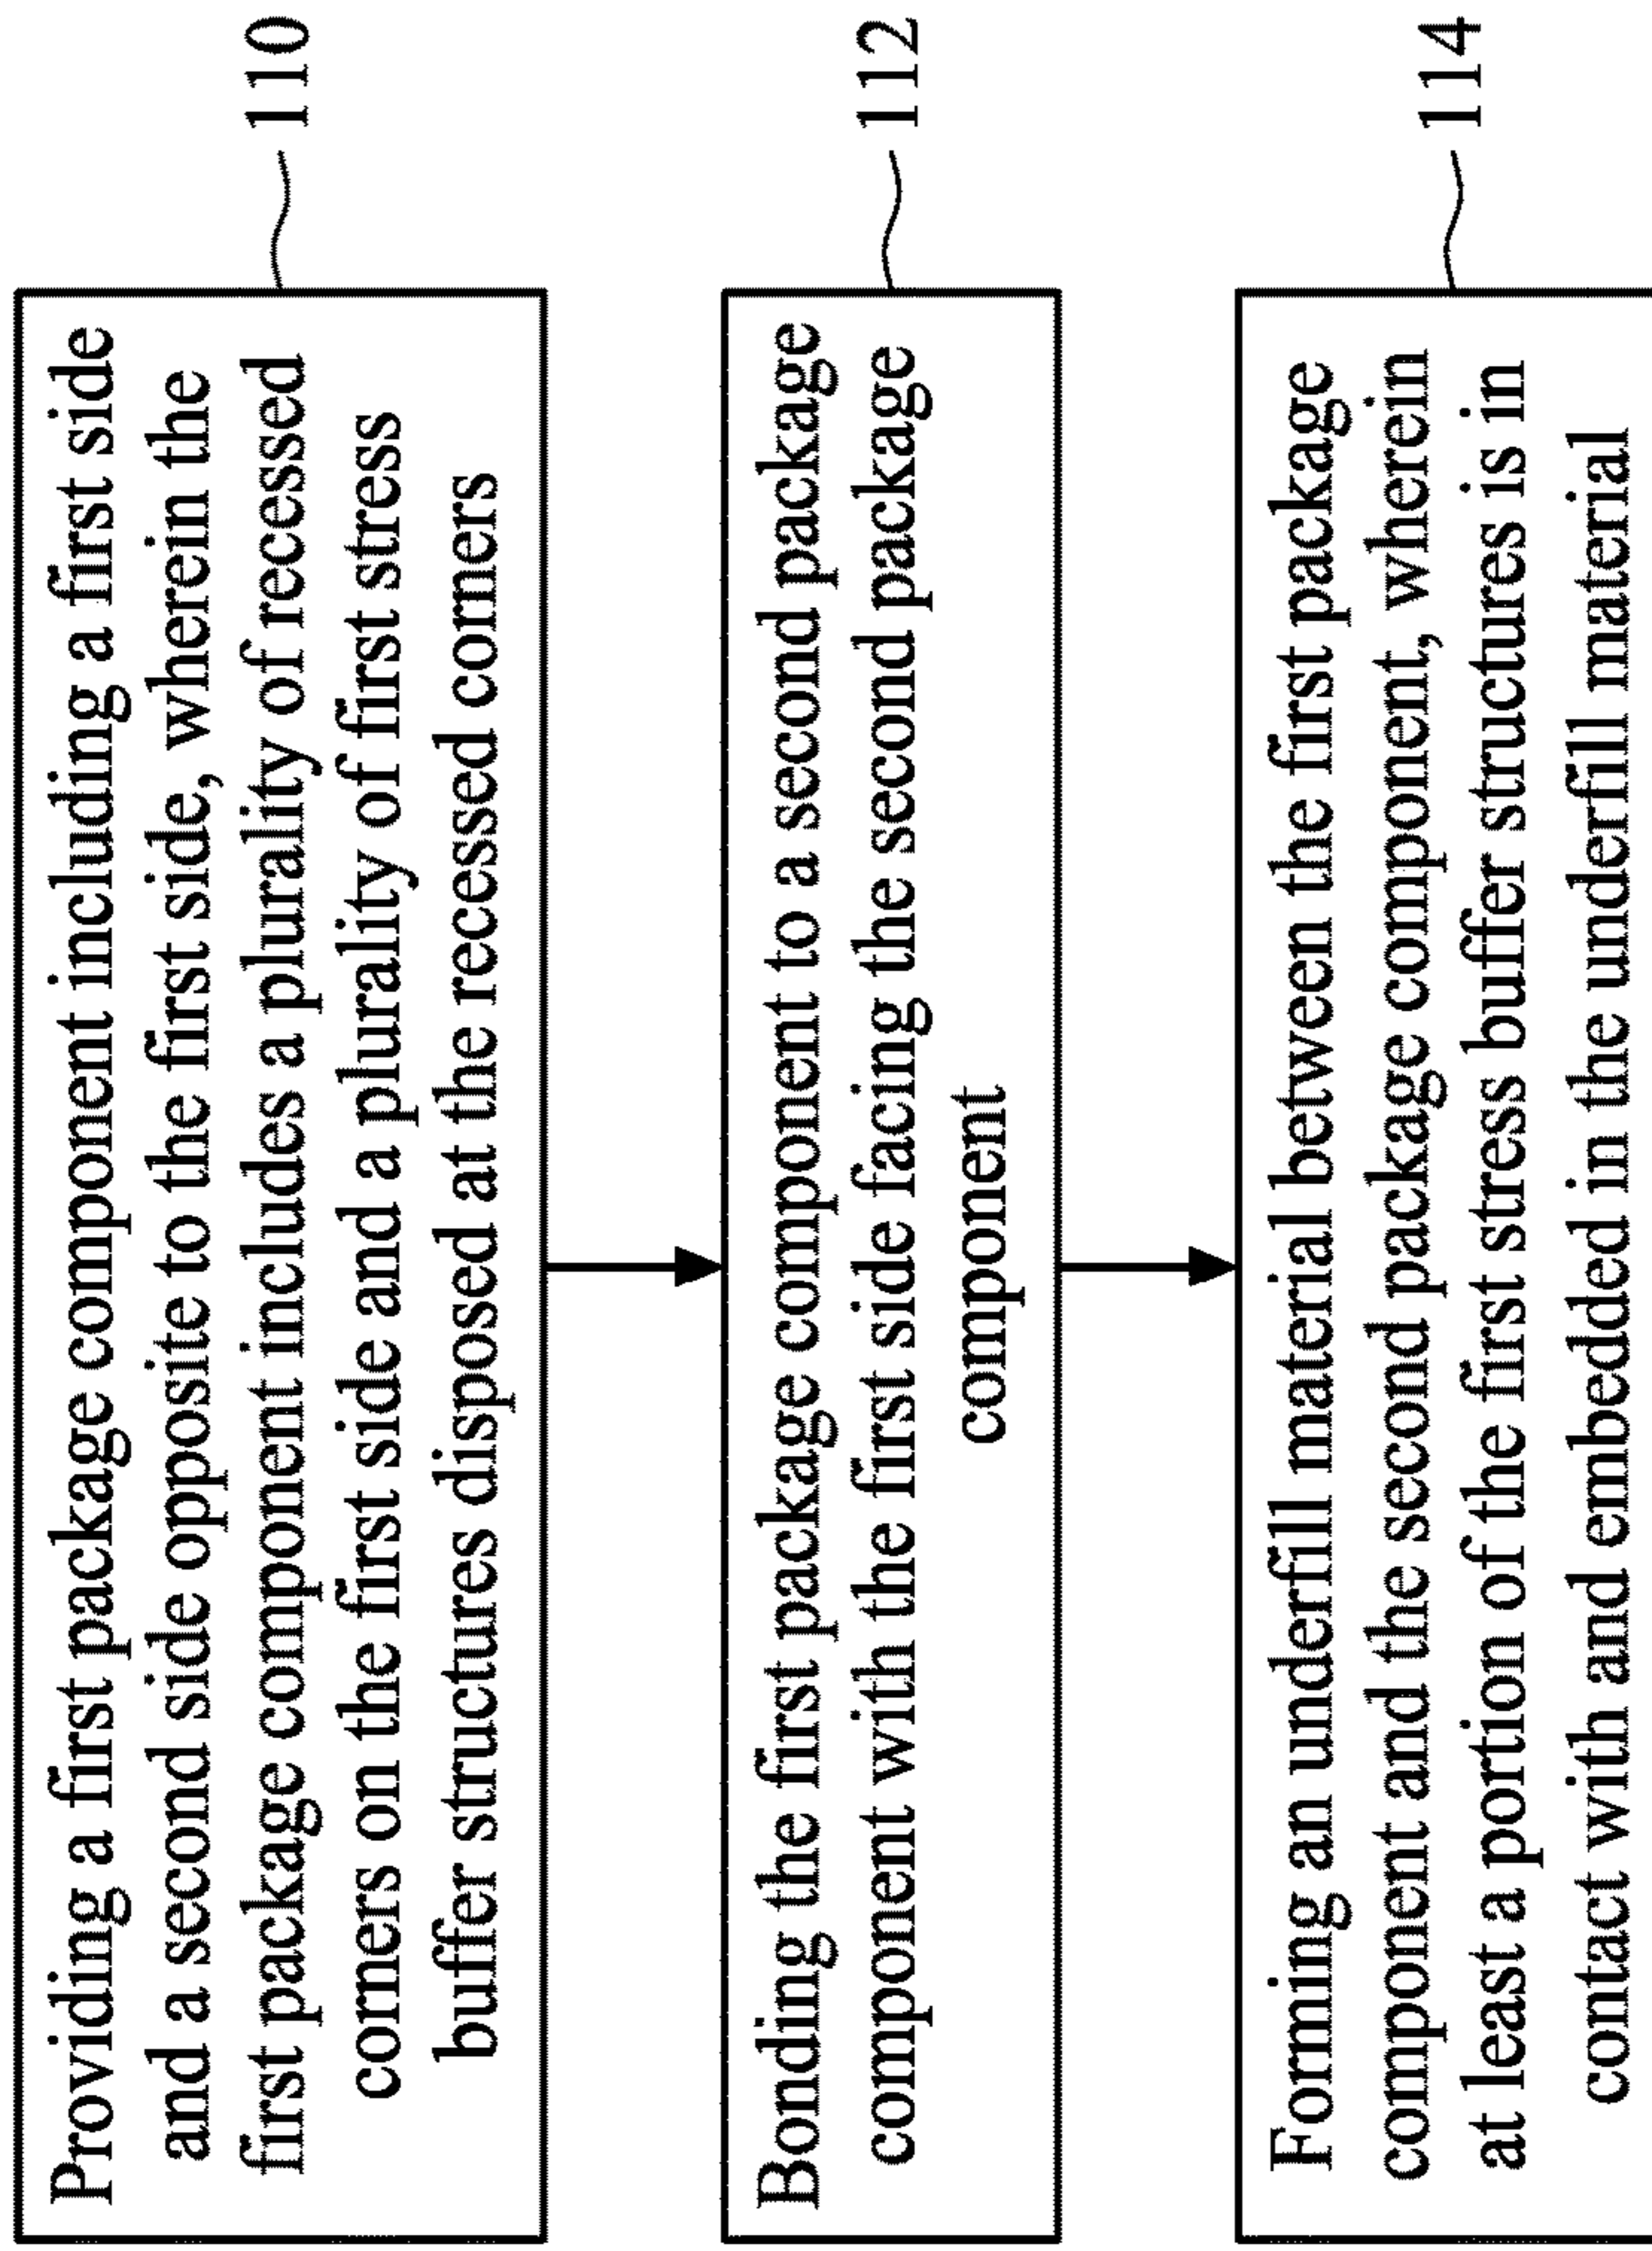 Providing a first package component including a first side
and a second side opposite to the first side, wherein the
first package component includes a plurality of recessed
corners on the first side and a plurality of first stress
buffer structures disposed at the recessed corners
110
Bonding the first package component to a second package
component with the first side facing the second package
component
112
Forming an underfill material between the first package
component and the second package component, wherein
at least a portion of the first stress buffer structures is in
contact with and embedded in the underfill material
114